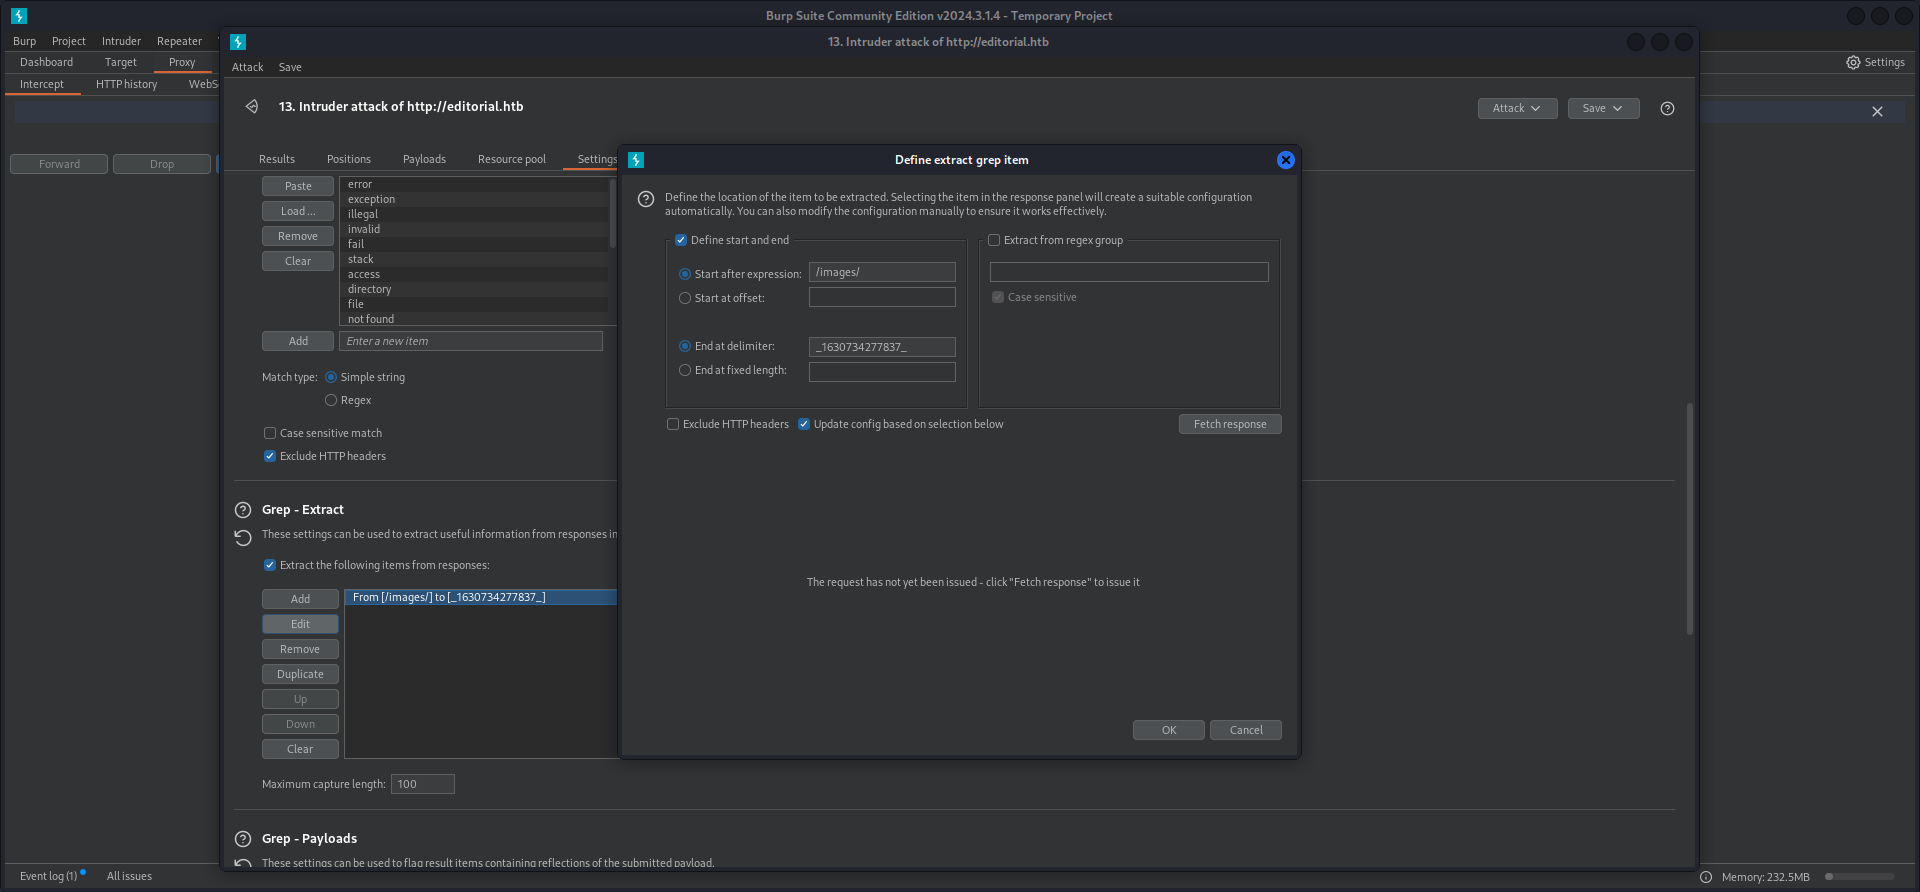 Burp Suite Community Edition v2024.3.1.4 - Temporary Project
Burp Project Intruder Repeater
Dashboard Target Proxy
Settings
Intercept HTTP history WebS
Forward Drop
13. Intruder attack of http://editorial.htb
Attack Save
13. Intruder attack of http://editorial.htb
Attack Save
Results Positions Payloads Resource pool Settings
Paste
Load ...
Remove
Clear
error
exception
illegal
invalid
fail
stack
access
directory
file
not found
Add Enter a new item
Match type: Simple string
Regex
Case sensitive match
Exclude HTTP headers
Grep - Extract
These settings can be used to extract useful information from responses in
Extract the following items from responses:
Add
Edit
Remove
Duplicate
Up
Down
Clear
From [/images/] to [_1630734277837_]
Maximum capture length: 100
Grep - Payloads
These settings can be used to flag result items containing reflections of the submitted payload.
Define extract grep item
Define the location of the item to be extracted. Selecting the item in the response panel will create a suitable configuration
automatically. You can also modify the configuration manually to ensure it works effectively.
Define start and end
Start after expression: /images/
Start at offset:
End at delimiter: _1630734277837_
End at fixed length:
Extract from regex group
Case sensitive
Exclude HTTP headers Update config based on selection below
Fetch response
The request has not yet been issued - click "Fetch response" to issue it
OK Cancel
Event log (1) All issues
Memory: 232.5MB